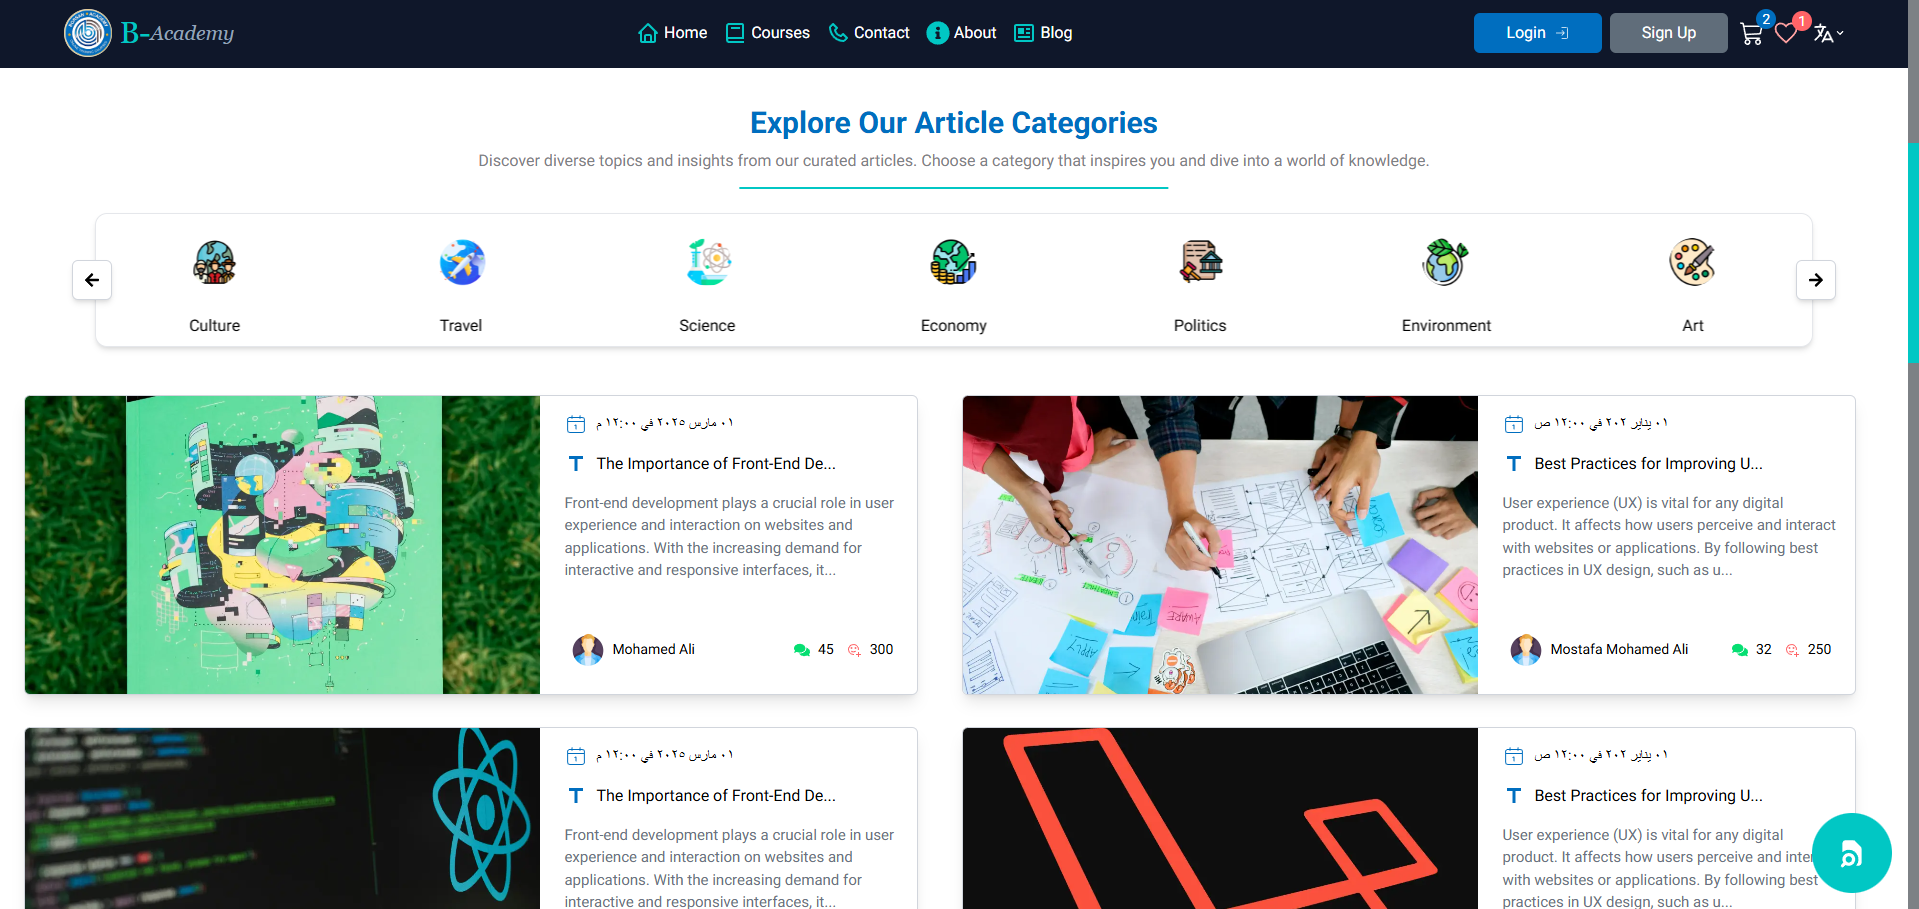 B-Academy
Home
Courses
Contact
About
Blog
Login
Sign Up
2
1
Explore Our Article Categories
Discover diverse topics and insights from our curated articles. Choose a category that inspires you and dive into a world of knowledge.
Culture
Travel
Science
Economy
Politics
Environment
Art
٠١ مارس ٢٠٢٥ في ١٢:٠٠ م
The Importance of Front-End De...
Front-end development plays a crucial role in user
experience and interaction on websites and
applications. With the increasing demand for
interactive and responsive interfaces, it...
Mohamed Ali
45
300
٠١ يناير ٢٠٢ في ١٢:٠٠ ص
Best Practices for Improving U...
User experience (UX) is vital for any digital
product. It affects how users perceive and interact
with websites or applications. By following best
practices in UX design, such as u...
Mostafa Mohamed Ali
32
250
APPLY
AWARE
٠١ مارس ٢٠٢٥ في ١٢:٠٠ م
The Importance of Front-End De...
Front-end development plays a crucial role in user
experience and interaction on websites and
applications. With the increasing demand for
interactive and responsive interfaces, it...
٠١ يناير ٢٠٢ في ١٢:٠٠ ص
Best Practices for Improving U...
User experience (UX) is vital for any digital
product. It affects how users perceive and inte
with websites or applications. By following best
practices in UX design, such as u...